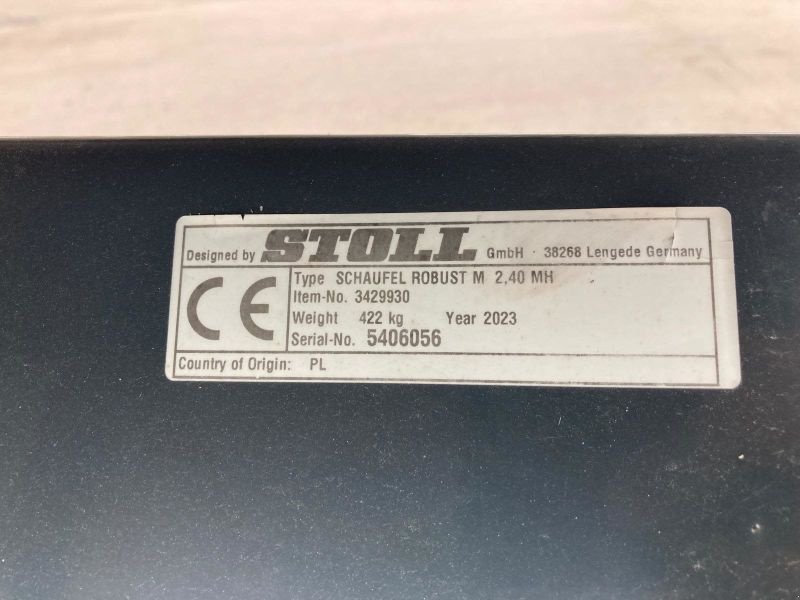 Designed by STOLL GmbH · 38268 Lengede Germany
CE
Type SCHAUFEL ROBUST M 2,40 MH
Item-No. 3429930
Weight 422 kg Year 2023
Serial-No. 5406056
Country of Origin: PL